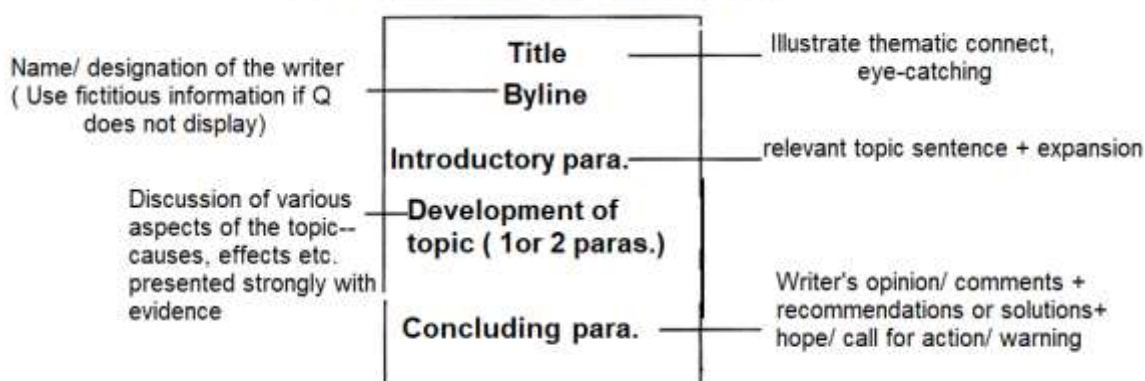 Title
Illustrate thematic connect,
eye-catching
Name/ designation of the writer
( Use fictitious information if Q
does not display)
Byline
Introductory para.
relevant topic sentence + expansion
Discussion of various
aspects of the topic--
causes, effects etc.
presented strongly with
evidence
Development of
topic ( 1or 2 paras.)
Concluding para.
Writer's opinion/ comments +
recommendations or solutions+
hope/ call for action/ warning